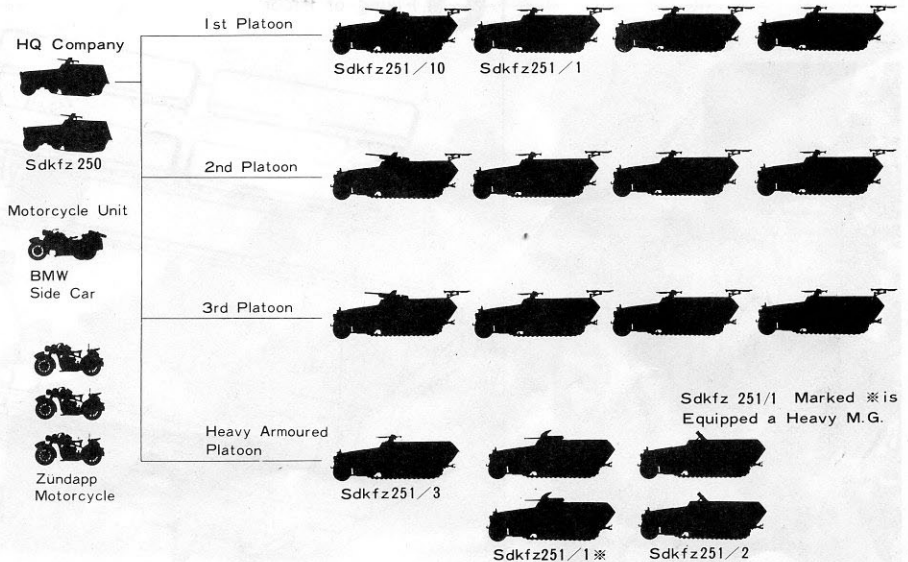 HQ Company
Sdkfz 250
Motorcycle Unit
BMW
Side Car
Zündapp
Motorcycle
1st Platoon
Sdkfz251/10
Sdkfz251/1
2nd Platoon
3rd Platoon
Sdkfz 251/1 Marked ※is
Equipped a Heavy M.G.
Heavy Armoured
Platoon
Sdkfz251/3
Sdkfz251/1※
Sdkfz251/2